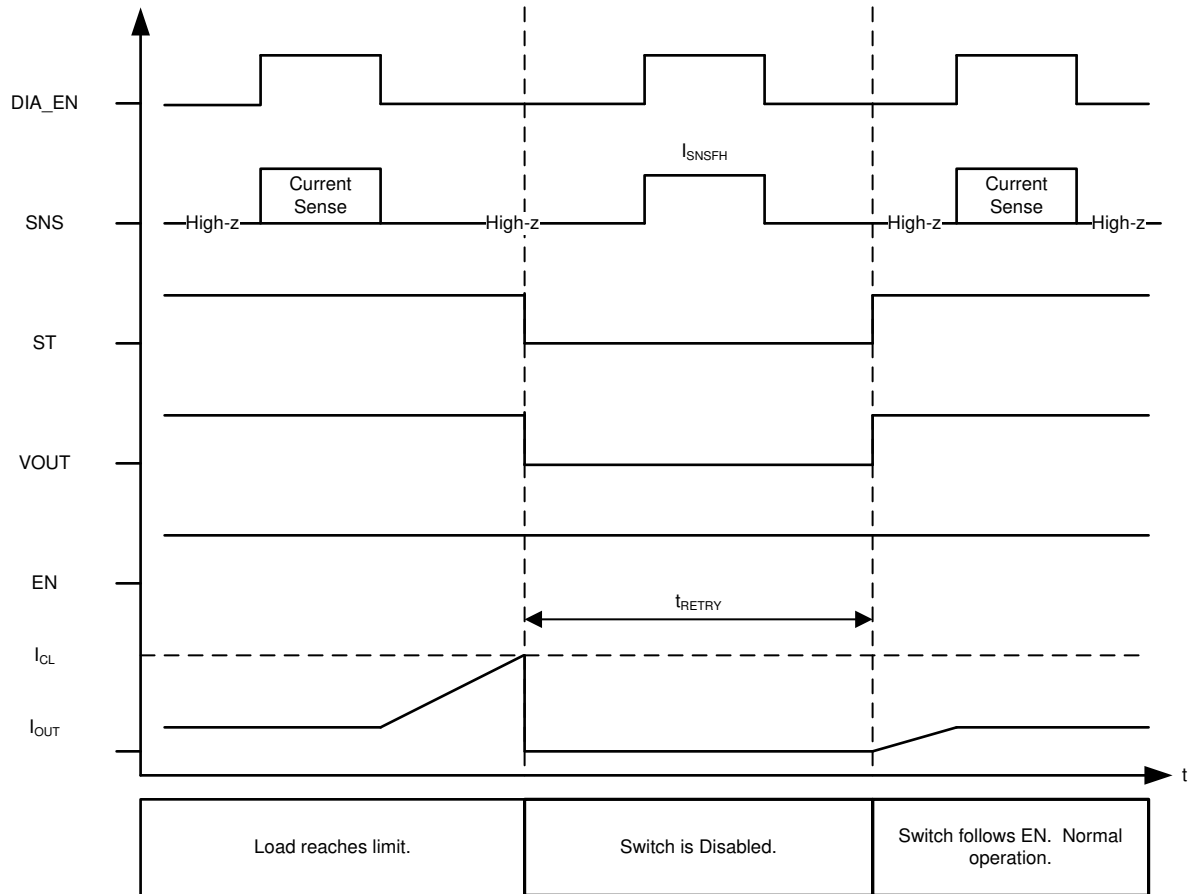 DIA_EN
I_SNSFH
SNS
High-z
Current
Sense
High-z
High-z
Current
Sense
High-z
ST
VOUT
EN
t_RETRY
I_CL
I_OUT
t
Load reaches limit.
Switch is Disabled.
Switch follows EN. Normal
operation.